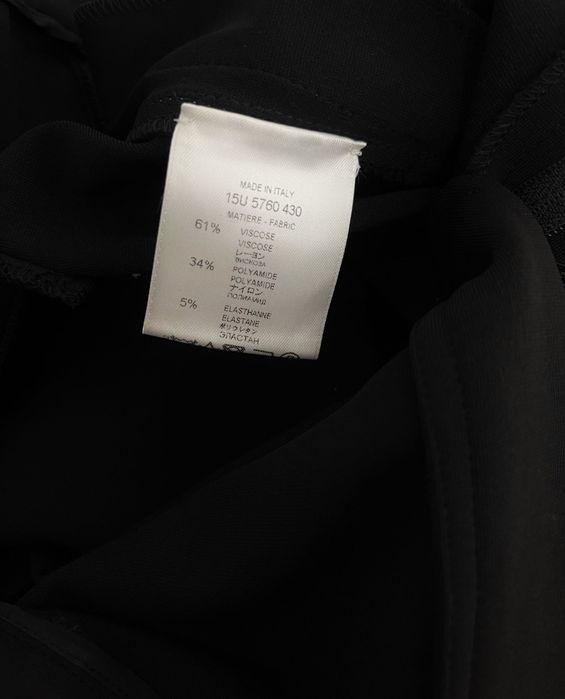 MADE IN ITALY
15U 5760 430
MATIERE - FABRIC
61% VISCOSE
VISCOSE
レーヨン
ВИСКОЗА
34% POLYAMIDE
POLYAMIDE
ナイロン
ПОЛИАМИД
5% ELASTHANNE
ELASTANE
ポリウレタン
ЭЛАСТАН